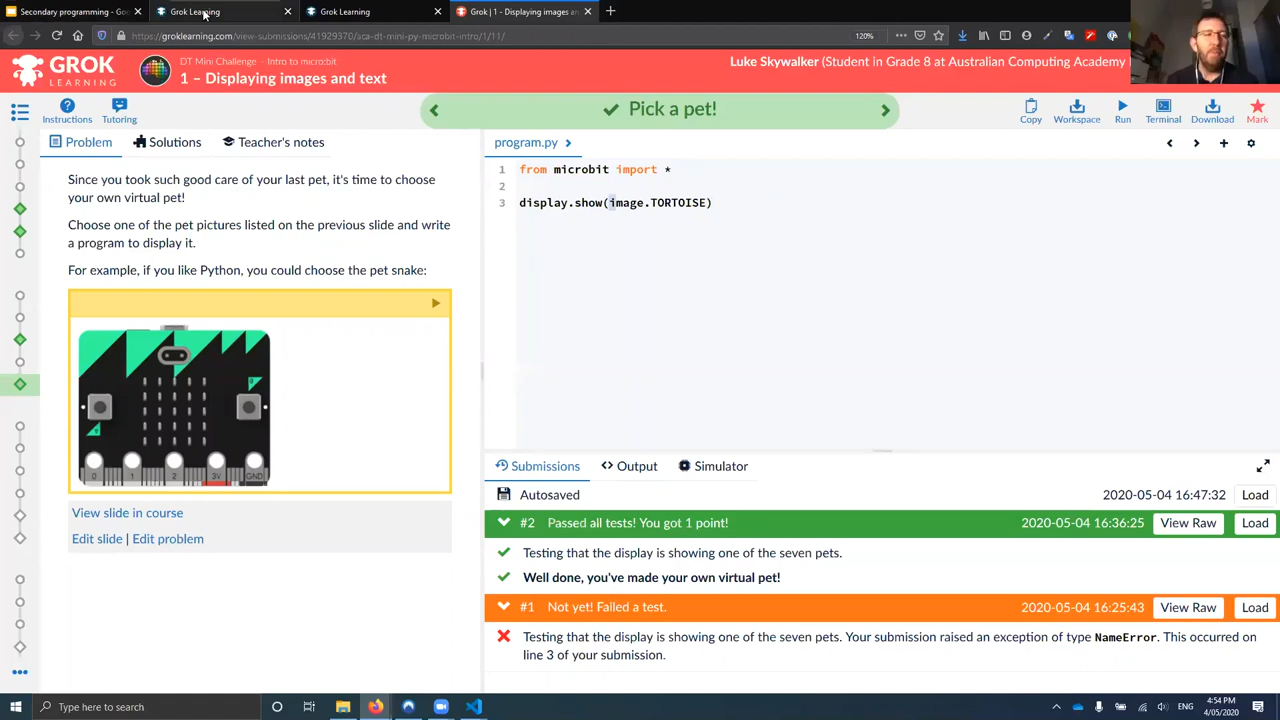 Secondary programming - Go
Grok Learning
Grok Learning
Grok | 1 - Displaying images an
https://groklearning.com/view-submissions/41929370/aca-dt-mini-py-microbit-intro/1/11/
120%
GROK
LEARNING
DT Mini Challenge - Intro to micro:bit
1 – Displaying images and text
Luke Skywalker (Student in Grade 8 at Australian Computing Academy
Instructions
Tutoring
Pick a pet!
Copy
Workspace
Run
Terminal
Download
Mark
Problem
Solutions
Teacher's notes
program.py
Since you took such good care of your last pet, it's time to choose
your own virtual pet!
Choose one of the pet pictures listed on the previous slide and write
a program to display it.
For example, if you like Python, you could choose the pet snake:
0 1 2 3V GND
View slide in course
Edit slide | Edit problem
1 from microbit import *
2
3 display.show(image.TORTOISE)
Submissions
Output
Simulator
Autosaved
2020-05-04 16:47:32
Load
#2 Passed all tests! You got 1 point!
2020-05-04 16:36:25
View Raw
Load
Testing that the display is showing one of the seven pets.
Well done, you've made your own virtual pet!
#1 Not yet! Failed a test.
2020-05-04 16:25:43
View Raw
Load
Testing that the display is showing one of the seven pets. Your submission raised an exception of type NameError. This occurred on
line 3 of your submission.
Type here to search
ENG
4:54 PM
4/05/2020